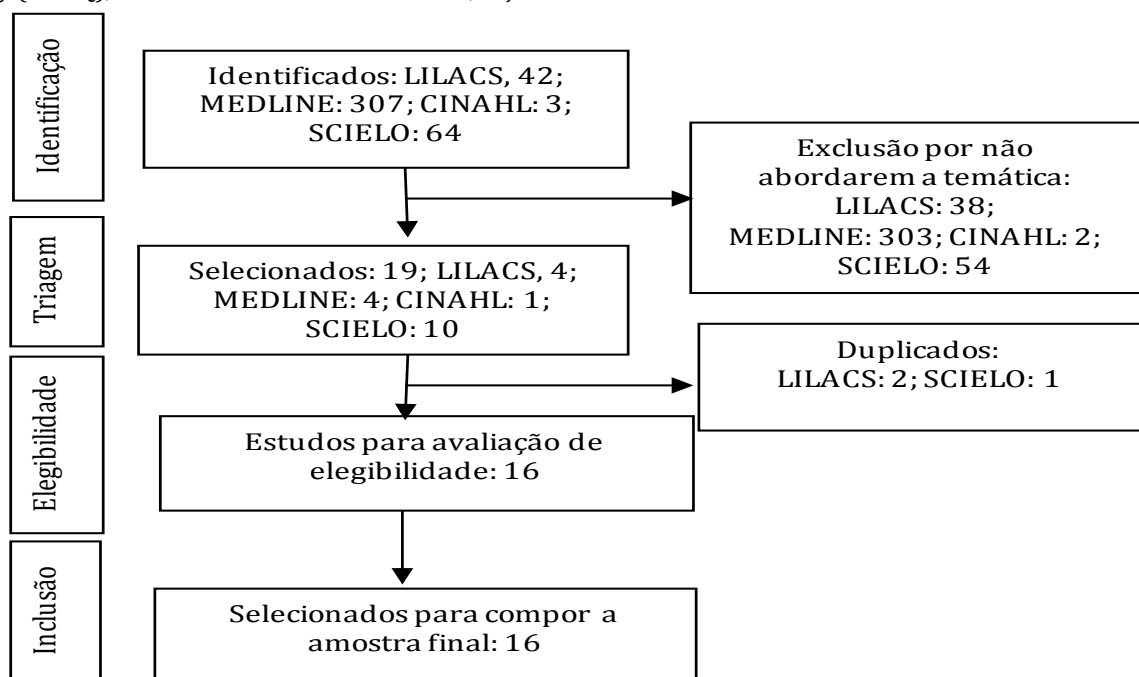 Identificação
Identificados: LILACS, 42;
MEDLINE: 307; CINAHL: 3;
SCIELO: 64
Exclusão por não
abordarem a temática:
LILACS: 38;
MEDLINE: 303; CINAHL: 2;
SCIELO: 54
Triagem
Selecionados: 19; LILACS, 4;
MEDLINE: 4; CINAHL: 1;
SCIELO: 10
Duplicados:
LILACS: 2; SCIELO: 1
Elegibilidade
Estudos para avaliação de
elegibilidade: 16
Inclusão
Selecionados para compor a
amostra final: 16